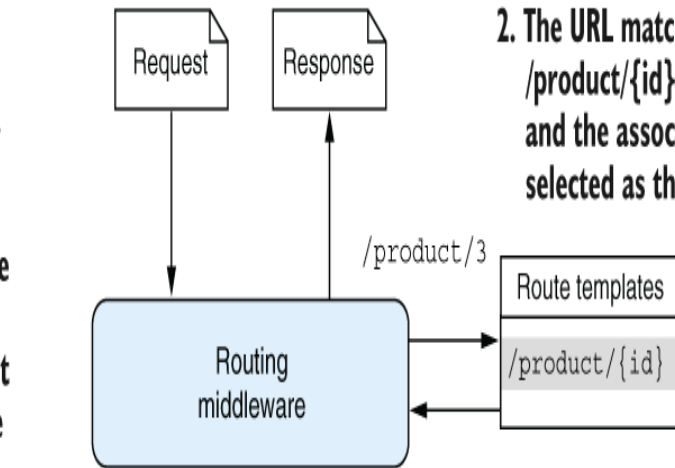 Request
Response
2. The URL matc
/product/{id}
and the assoc
selected as th
/product/3
Route templates
/product/{id}
Routing
middleware
e
t